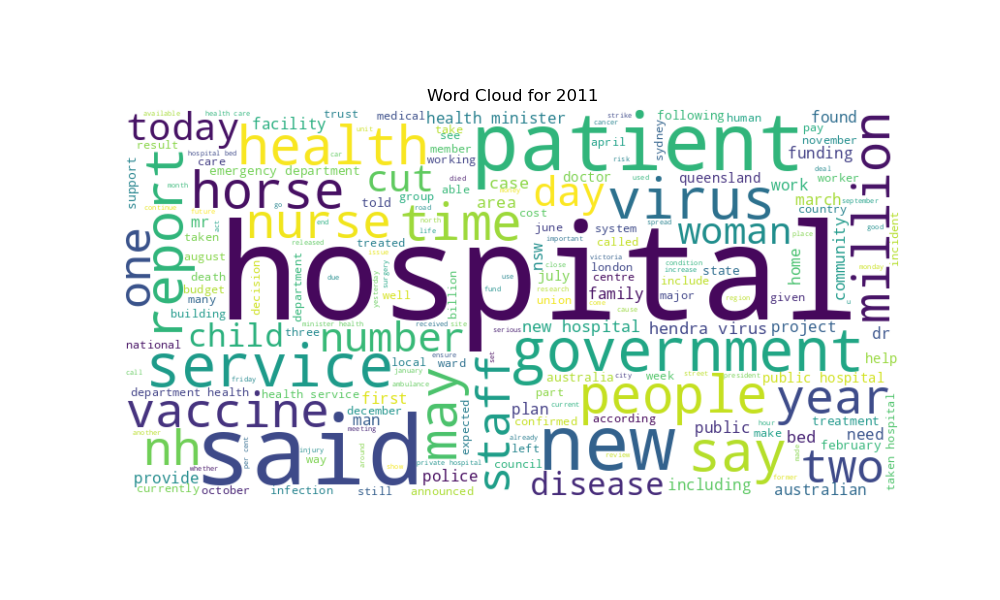 Word Cloud for 2011
available
health care
trust
medical
health minister
strike
cancer
following
human
found
today
facility
take
patient
april
sydney
pay
november
million
result
health
unit
car
see
member
working
risk
used
deal
funding
support
report
hospital bed
care
emergency department
cut
died
case
doctor
queensland
work
worker
month
horse
go
told
group
able
area
day
virus
march
september
country
continue
future
act
mr
nurse
time
cost
woman
place
good
community
incident
one
taken
released
treated
life
north
june
system
important
called
spread
nsw
home
august
hospital
victoria
london
centre
condition
increase
state
monday
death
budget
many
decision
department
due
yesterday
surgery
well
billion
use
fund
july
union
include
family
major
region
given
building
minister health
received
site
serious
cause
new hospital
hendra virus
project
dr
national
child
three
number
government
help
call
service
friday
january
ambulance
local
ensure
ward
set
australia
city
week
street
president
public hospital
department health
health service
first
may
staff
part
people
year
vaccine
december
man
expected
plan
current
confirmed
according
public
hour
make
bed
treatment
need
february
taken hospital
another
meeting
nh
said
per cent
injury
way
around
already
left
new
review
say
two
former
provide
whether
private hospital
police
council
disease
including
currently
october
infection
still
announced
australian